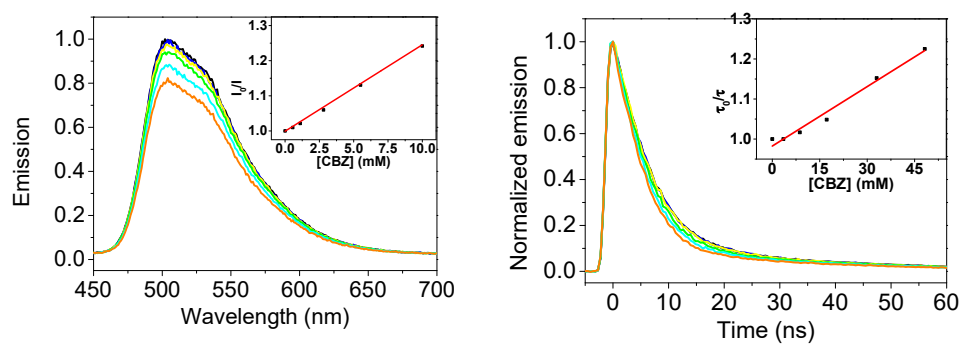 Emission
1.0
0.8
0.6
0.4
0.2
0.0
450 500 550 600 650 700
Wavelength (nm)
I₀/I
1.2
1.1
1.0
0.0 2.5 5.0 7.5 10.0
[CBZ] (mM)
Normalized emission
1.0
0.8
0.6
0.4
0.2
0.0
0 10 20 30 40 50 60
Time (ns)
τ₀/τ
1.2
1.1
1.0
0 15 30 45
[CBZ] (mM)